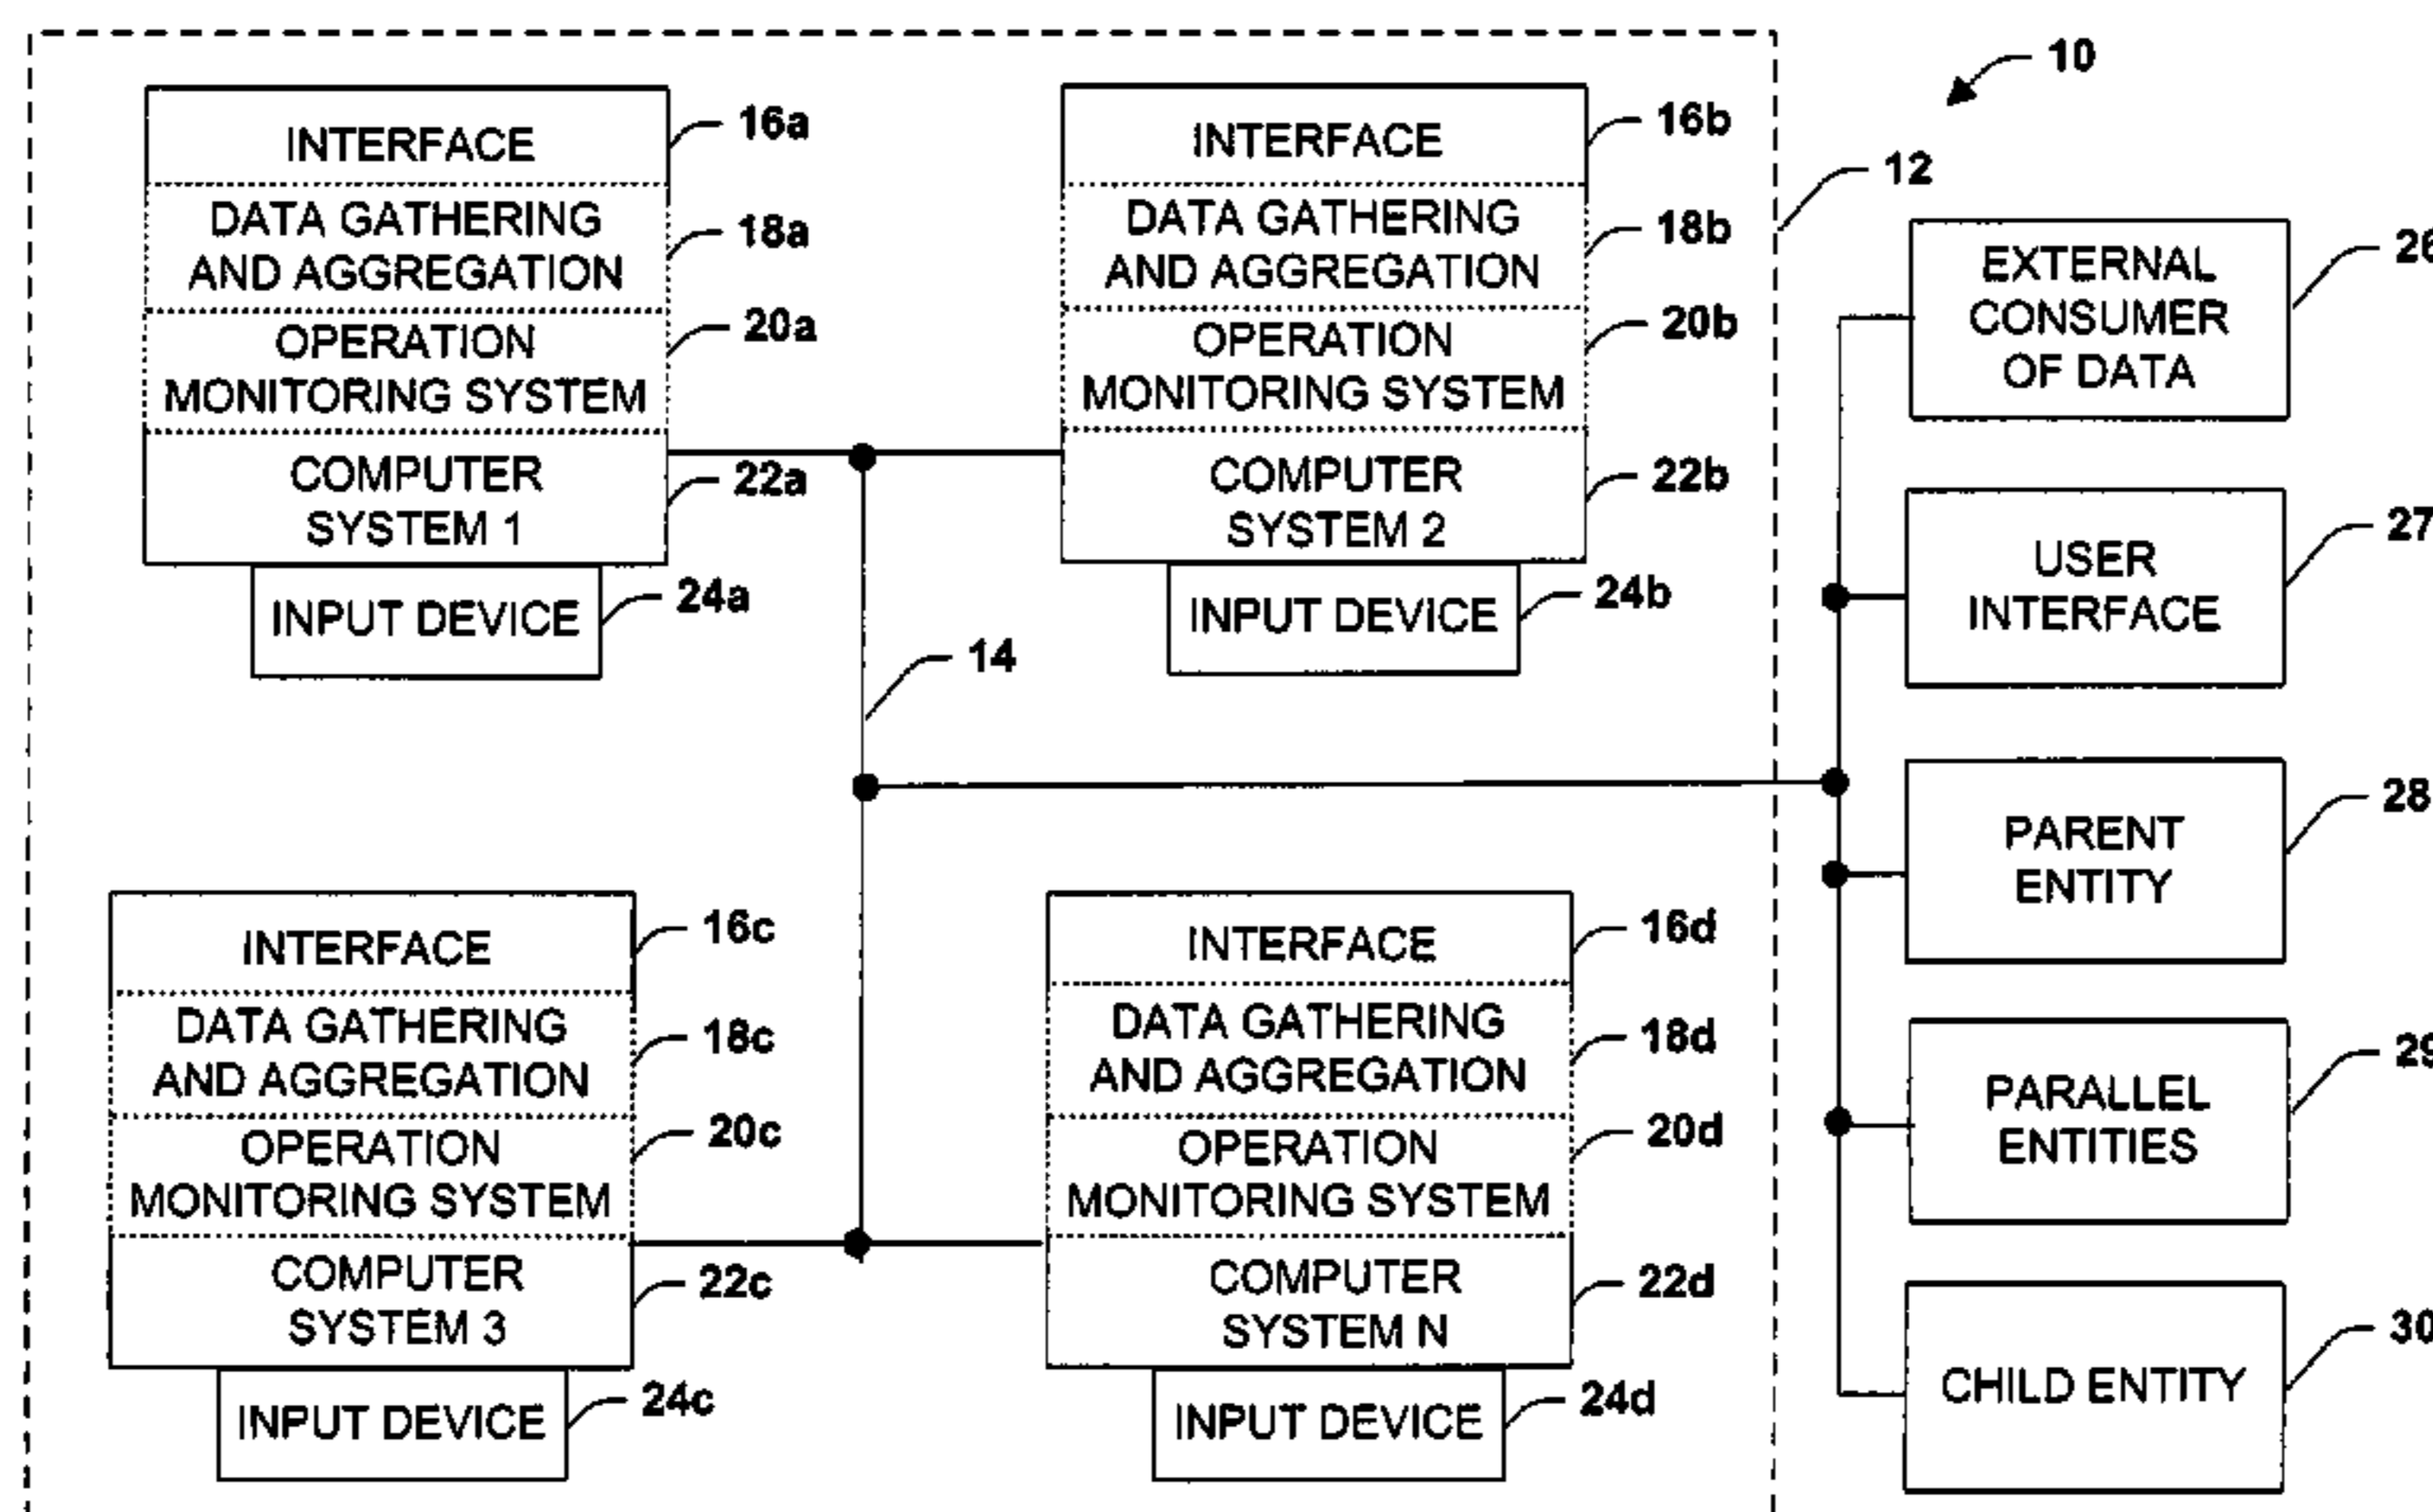 10
INTERFACE
16a
DATA GATHERING
AND AGGREGATION
18a
OPERATION
MONITORING SYSTEM
20a
COMPUTER
SYSTEM 1
22a
INPUT DEVICE
24a
INTERFACE
16b
DATA GATHERING
AND AGGREGATION
18b
OPERATION
MONITORING SYSTEM
20b
COMPUTER
SYSTEM 2
22b
INPUT DEVICE
24b
12
14
INTERFACE
16c
DATA GATHERING
AND AGGREGATION
18c
OPERATION
MONITORING SYSTEM
20c
COMPUTER
SYSTEM 3
22c
INPUT DEVICE
24c
INTERFACE
16d
DATA GATHERING
AND AGGREGATION
18d
OPERATION
MONITORING SYSTEM
20d
COMPUTER
SYSTEM N
22d
INPUT DEVICE
24d
EXTERNAL
CONSUMER
OF DATA
26
USER
INTERFACE
27
PARENT
ENTITY
28
PARALLEL
ENTITIES
29
CHILD ENTITY
30